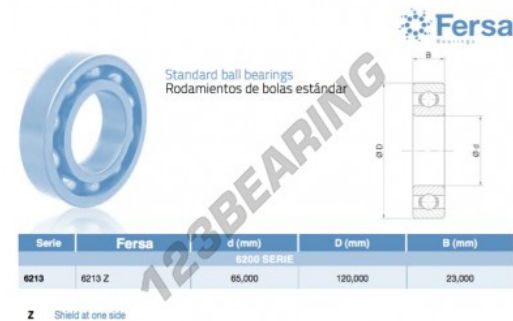 Fersa
Bearings
Standard ball bearings
Rodamientos de bolas estándar
B
Ø D
Ø d
123BEARING
Serie Fersa d (mm) D (mm) B (mm)
6200 SERIE
6213 6213 Z 65,000 120,000 23,000
Z Shield at one side